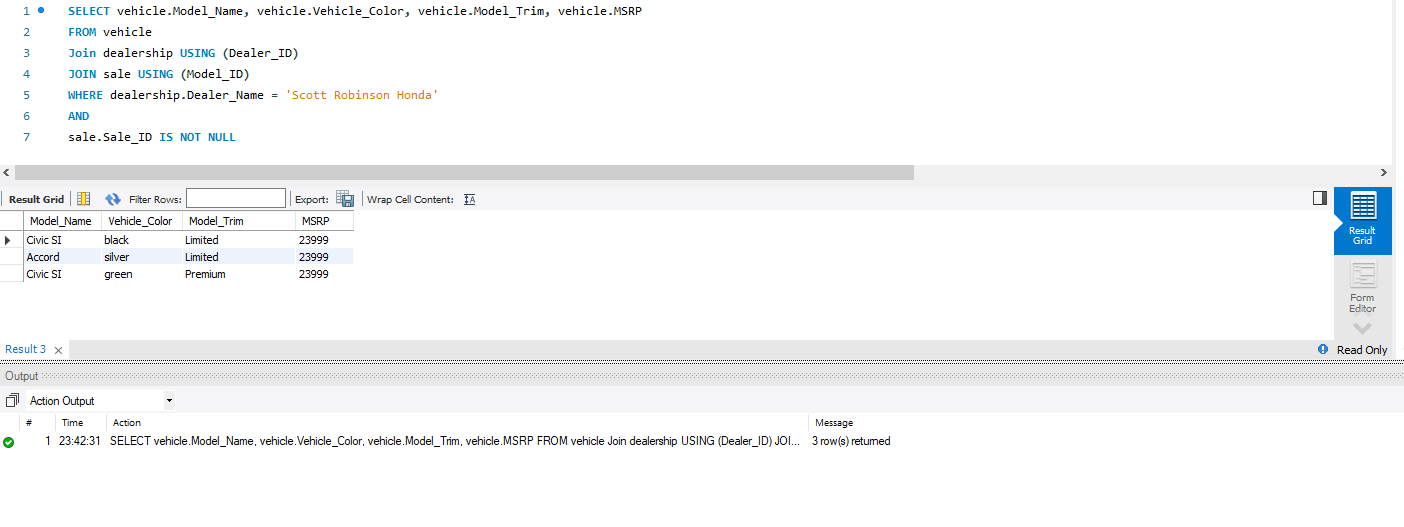 1 SELECT vehicle.Model_Name, vehicle.Vehicle_Color, vehicle.Model_Trim, vehicle.MSRP
2 FROM vehicle
3 Join dealership USING (Dealer_ID)
4 JOIN sale USING (Model_ID)
5 WHERE dealership.Dealer_Name = 'Scott Robinson Honda'
6 AND
7 sale.Sale_ID IS NOT NULL
Result Grid Filter Rows: Export: Wrap Cell Content:
Model_Name Vehicle_Color Model_Trim MSRP
Civic SI black Limited 23999
Accord silver Limited 23999
Civic SI green Premium 23999
Result
Grid
Form
Editor
Result 3 Read Only
Output
Action Output
# Time Action Message
1 23:42:31 SELECT vehicle.Model_Name, vehicle.Vehicle_Color, vehicle.Model_Trim, vehicle.MSRP FROM vehicle Join dealership USING (Dealer_ID) JOI... 3 row(s) returned